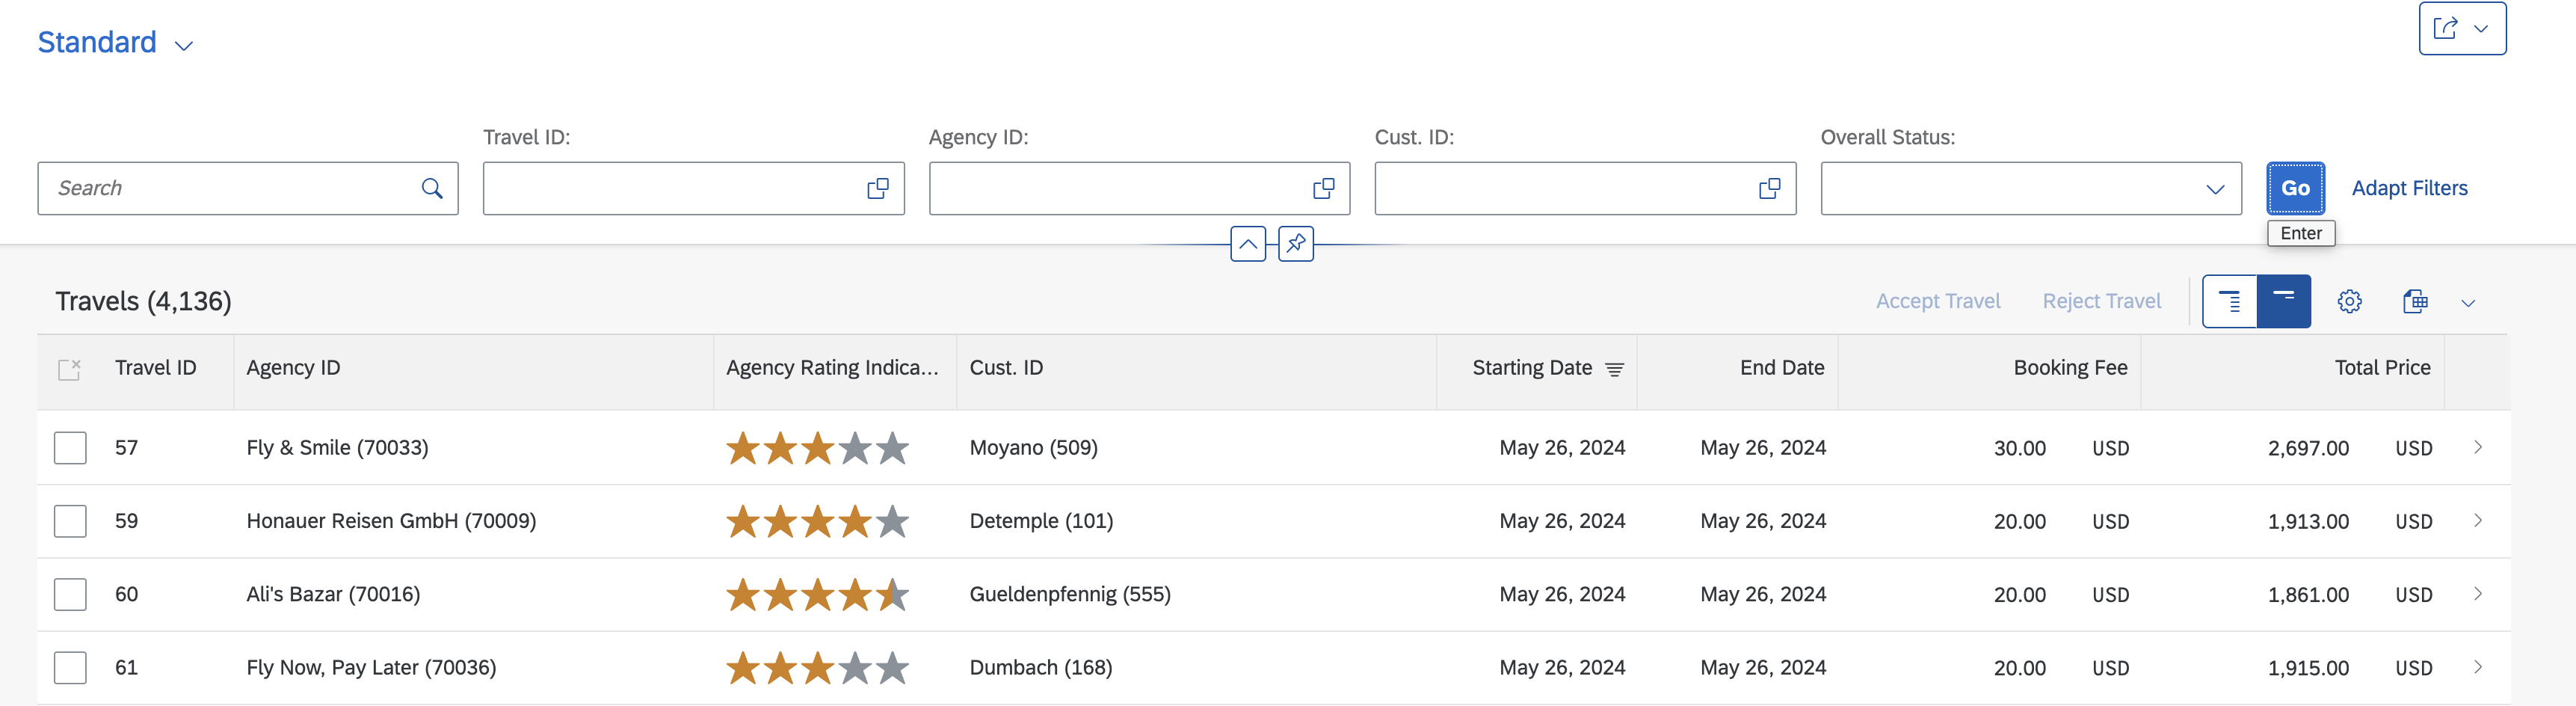 Standard
Travel ID: Agency ID: Cust. ID: Overall Status:
Search Go Adapt Filters
Enter
Travels (4,136) Accept Travel Reject Travel
Travel ID Agency ID Agency Rating Indica... Cust. ID Starting Date End Date Booking Fee Total Price
57 Fly & Smile (70033) Moyano (509) May 26, 2024 May 26, 2024 30.00 USD 2,697.00 USD
59 Honauer Reisen GmbH (70009) Detemple (101) May 26, 2024 May 26, 2024 20.00 USD 1,913.00 USD
60 Ali's Bazar (70016) Gueldenpfennig (555) May 26, 2024 May 26, 2024 20.00 USD 1,861.00 USD
61 Fly Now, Pay Later (70036) Dumbach (168) May 26, 2024 May 26, 2024 20.00 USD 1,915.00 USD